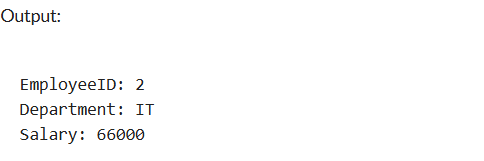 Output:
EmployeeID: 2
Department: IT
Salary: 66000